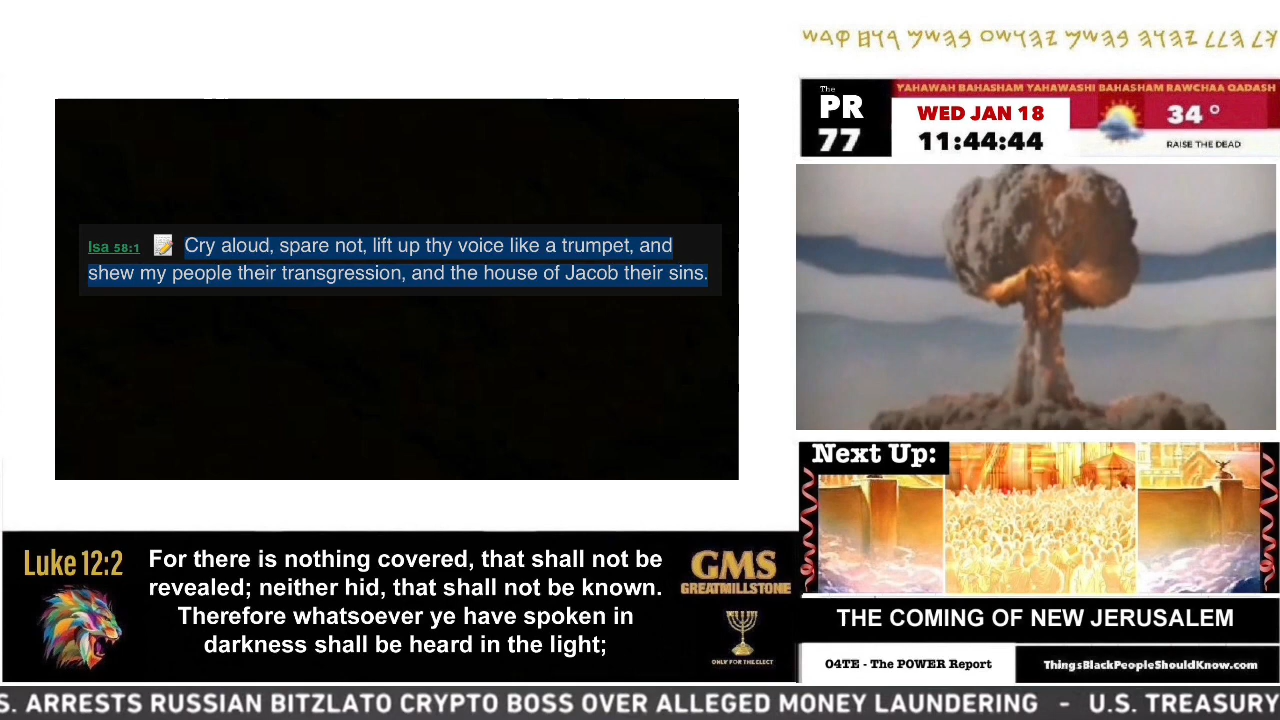 YAHAWAH BAHASHAM YAHAWASHI BAHASHAM RAWCHAA QADASH
The
PR
77
WED JAN 18
11:44:44
34°
RAISE THE DEAD
Isa 58:1 Cry aloud, spare not, lift up thy voice like a trumpet, and
shew my people their transgression, and the house of Jacob their sins.
Next Up:
THE COMING OF NEW JERUSALEM
04TE - The POWER Report
ThingsBlackPeopleShouldKnow.com
Luke 12:2
For there is nothing covered, that shall not be
revealed; neither hid, that shall not be known.
Therefore whatsoever ye have spoken in
darkness shall be heard in the light;
GMS
GREATMILLSTONE
ONLY FOR THE ELECT
S. ARRESTS RUSSIAN BITZLATO CRYPTO BOSS OVER ALLEGED MONEY LAUNDERING - U.S. TREASURY